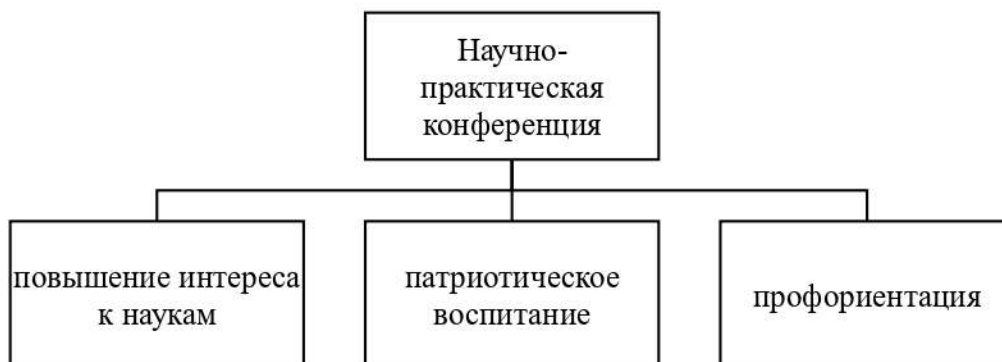 Научно-
практическая
конференция
повышение интереса
к наукам
патриотическое
воспитание
профориентация